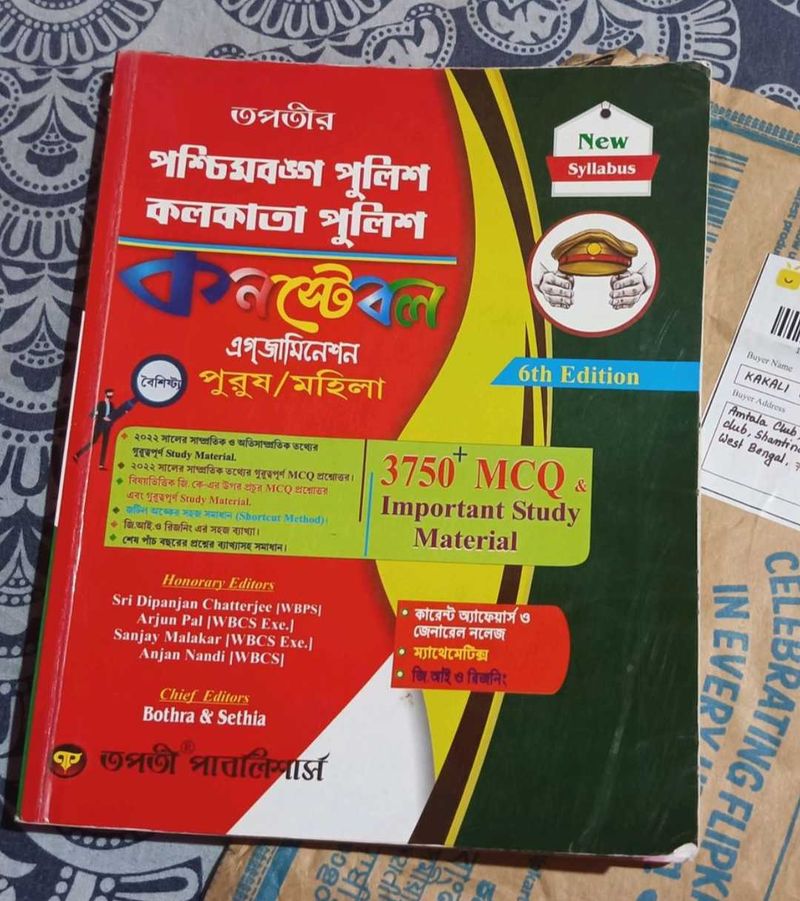 তপতীর
পশ্চিমবঙ্গ পুলিশ
কলকাতা পুলিশ
কনস্টেবল
এগ্‌জামিনেশন
পুরুষ/মহিলা
New
Syllabus
6th Edition
বৈশিষ্ট্য
২০২২ সালের সাম্প্রতিক ও অতিসাম্প্রতিক তথ্যের
গুরুত্বপূর্ণ Study Material.
২০২২ সালের সাম্প্রতিক তথ্যের গুরুত্বপূর্ণ MCQ প্রশ্নোত্তর।
বিষয়ভিত্তিক জি.কে-এর উপর প্রচুর MCQ প্রশ্নোত্তর
এবং গুরুত্বপূর্ণ Study Material.
জটিল অঙ্কের সহজ সমাধান (Shortcut Method)।
জি.আই.ও রিজনিং এর সহজ ব্যাখ্যা।
শেষ পাঁচ বছরের প্রশ্নের ব্যাখ্যাসহ সমাধান।
3750+ MCQ &
Important Study
Material
Honorary Editors
Sri Dipanjan Chatterjee [WBPS]
Arjun Pal [WBCS Exe.]
Sanjay Malakar [WBCS Exe.]
Anjan Nandi [WBCS]
Chief Editors
Bothra & Sethia
কারেন্ট অ্যাফেয়ার্স ও
জেনারেল নলেজ
ম্যাথেমেটিক্স
জি.আই ও রিজনিং
তপতী পাবলিশার্স®
Buyer Name
KAKALI
Buyer Address
Amtala Club
club,
West Bengal,
CELEBRATING
IN EVERY